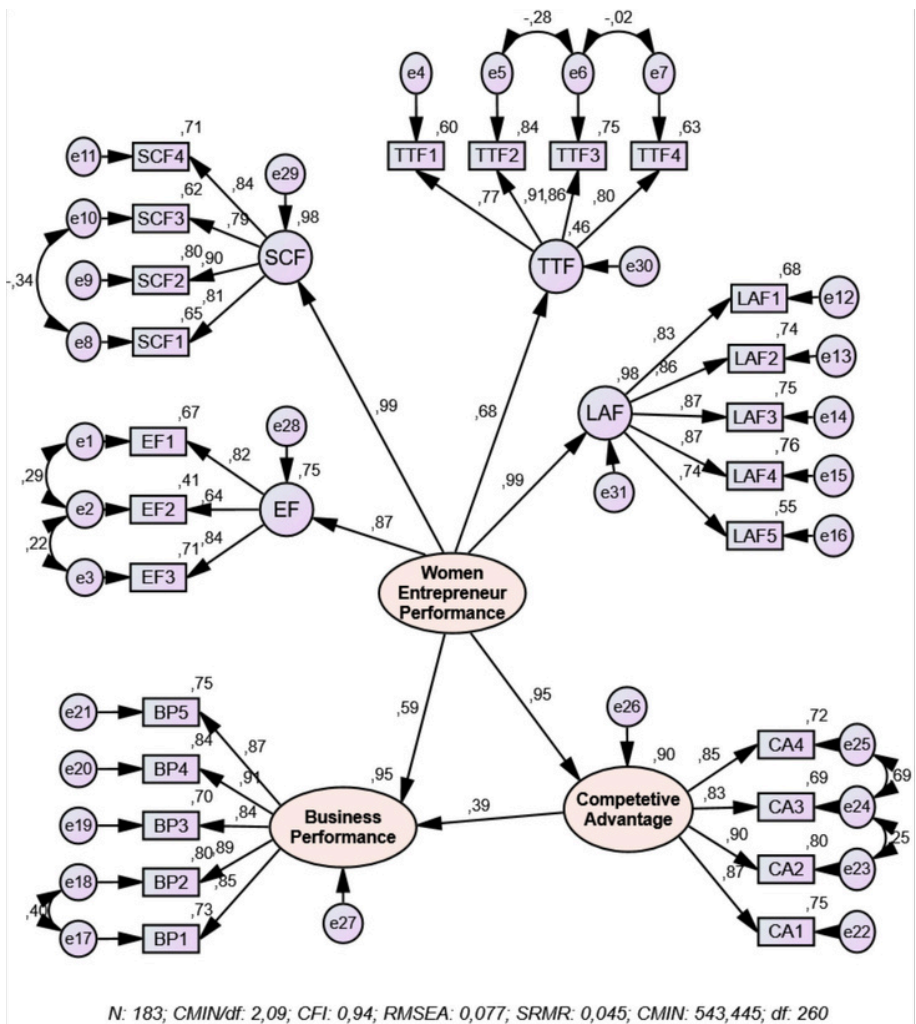 -,28
-,02
e4
e5
e6
e7
,60
,84
,75
,63
TTF1
TTF2
TTF3
TTF4
,77
,91
,86
,80
,46
TTF
e30
,71
e11
SCF4
e29
,84
,98
,62
e10
SCF3
,79
SCF
,80
,90
e9
SCF2
-,34
,81
,65
e8
SCF1
,68
LAF1
e12
,83
,74
LAF2
e13
,98
,86
,75
LAF
,87
LAF3
e14
,87
,76
LAF4
e15
,74
,55
LAF5
e16
e31
,99
,68
,99
,67
e1
EF1
e28
,82
,75
,29
,41
e2
EF2
,64
EF
,22
,71
,84
e3
EF3
,87
Women
Entrepreneur
Performance
,59
,95
,75
e21
BP5
,87
,84
e20
BP4
,91
,95
,70
e19
BP3
,84
Business
Performance
,80
,89
e18
BP2
,85
,40
,73
e17
BP1
e27
,39
e26
,90
Competetive
Advantage
,72
,85
CA4
e25
,69
,69
,83
CA3
e24
,25
,90
,80
CA2
e23
,87
,75
CA1
e22
N: 183; CMIN/df: 2,09; CFI: 0,94; RMSEA: 0,077; SRMR: 0,045; CMIN: 543,445; df: 260